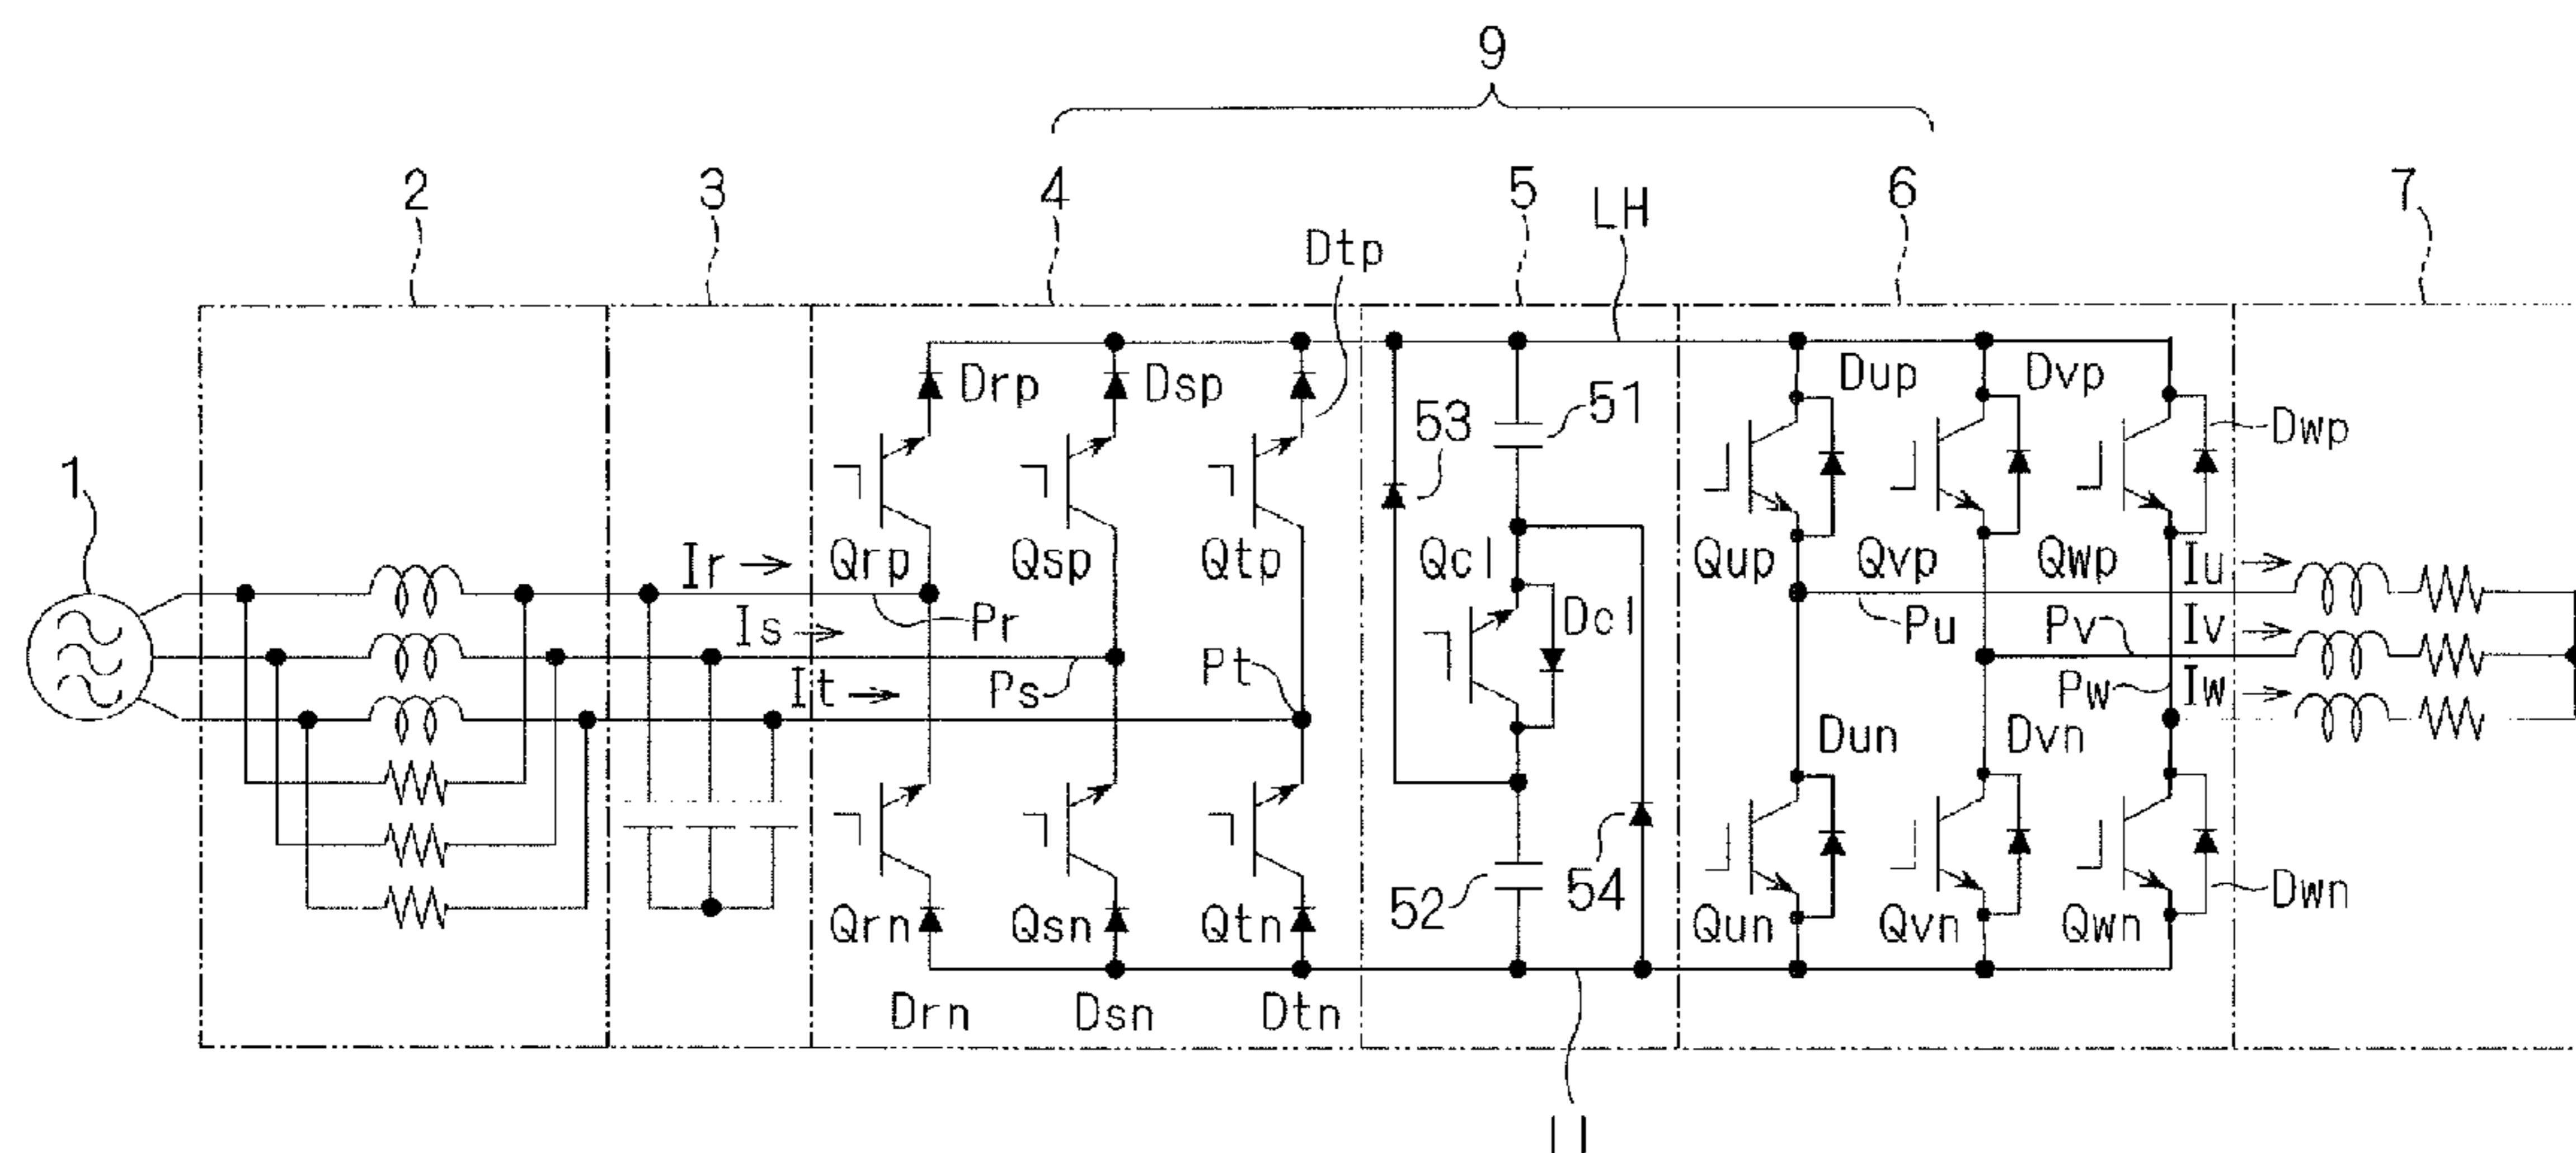 9
2 3 4 5 LH 6 7
Dtp
Drp Dsp Dup Dvp
53 51 Dwp
1
Ir Qrp Qsp Qtp Qcl Qup Qvp Qwp Iu
Is Pr Dcl Pu Pv Iv
It Ps Pt Pw Iw
Dun Dvn
Qrn Qsn Qtn 52 54 Qun Qvn Qwn Dwn
Drn Dsn Dtn